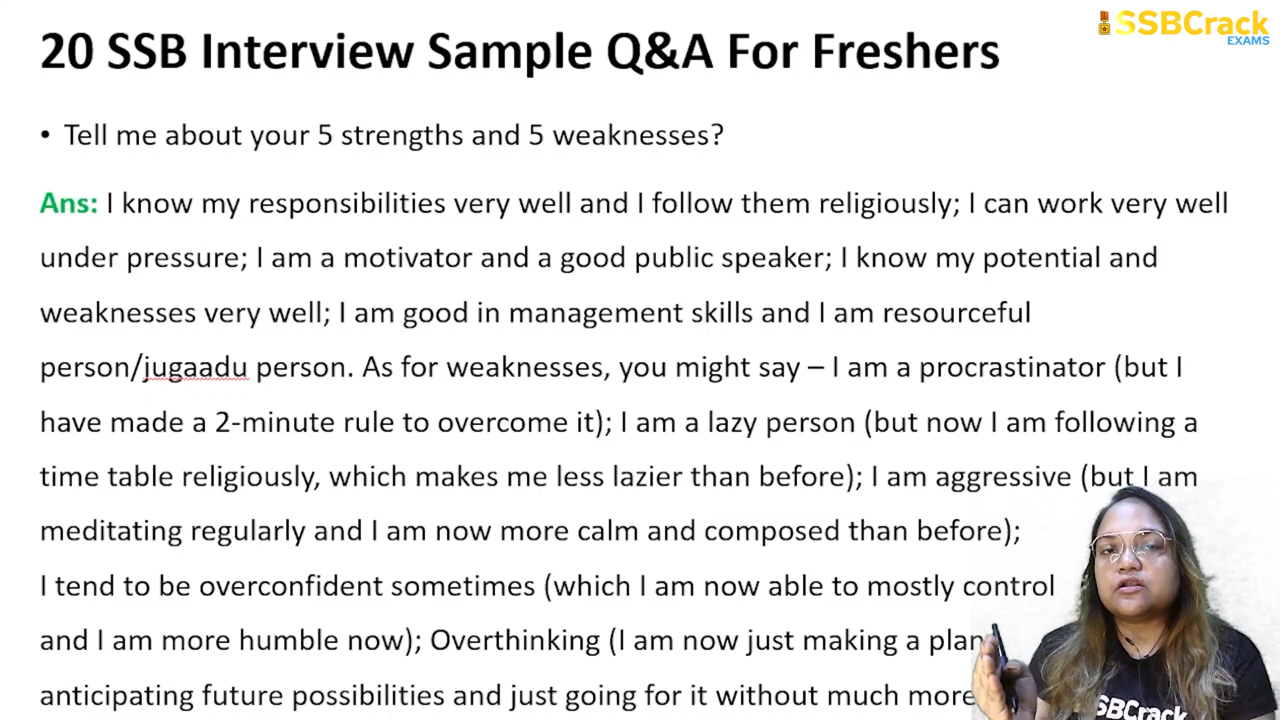 20 SSB Interview Sample Q&A For Freshers
SSBCrack
EXAMS
• Tell me about your 5 strengths and 5 weaknesses?
Ans: I know my responsibilities very well and I follow them religiously; I can work very well
under pressure; I am a motivator and a good public speaker; I know my potential and
weaknesses very well; I am good in management skills and I am resourceful
person/jugaadu person. As for weaknesses, you might say – I am a procrastinator (but I
have made a 2-minute rule to overcome it); I am a lazy person (but now I am following a
time table religiously, which makes me less lazier than before); I am aggressive (but I am
meditating regularly and I am now more calm and composed than before);
I tend to be overconfident sometimes (which I am now able to mostly control
and I am more humble now); Overthinking (I am now just making a plan
anticipating future possibilities and just going for it without much more
SSBCrack